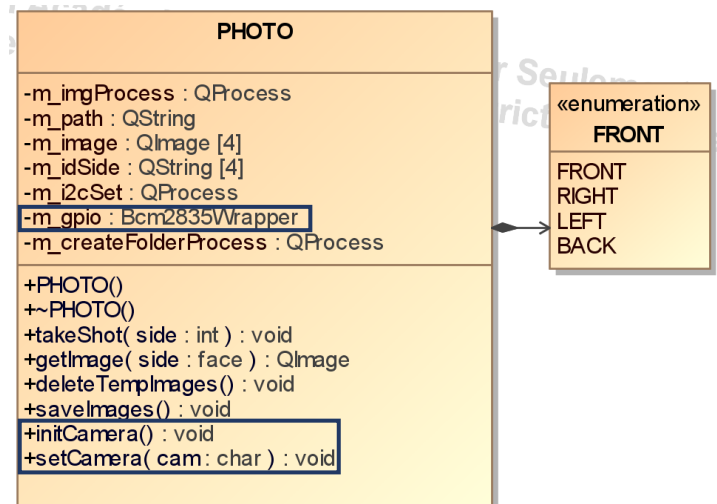 PHOTO
-m_imgProcess : QProcess
-m_path : QString
-m_image : QImage [4]
-m_idSide : QString [4]
-m_i2cSet : QProcess
-m_gpio : Bcm2835Wrapper
-m_createFolderProcess : QProcess
+PHOTO()
+~PHOTO()
+takeShot( side : int ) : void
+getImage( side : face ) : QImage
+deleteTempImages() : void
+saveImages() : void
+initCamera() : void
+setCamera( cam : char ) : void
«enumeration»
FRONT
FRONT
RIGHT
LEFT
BACK